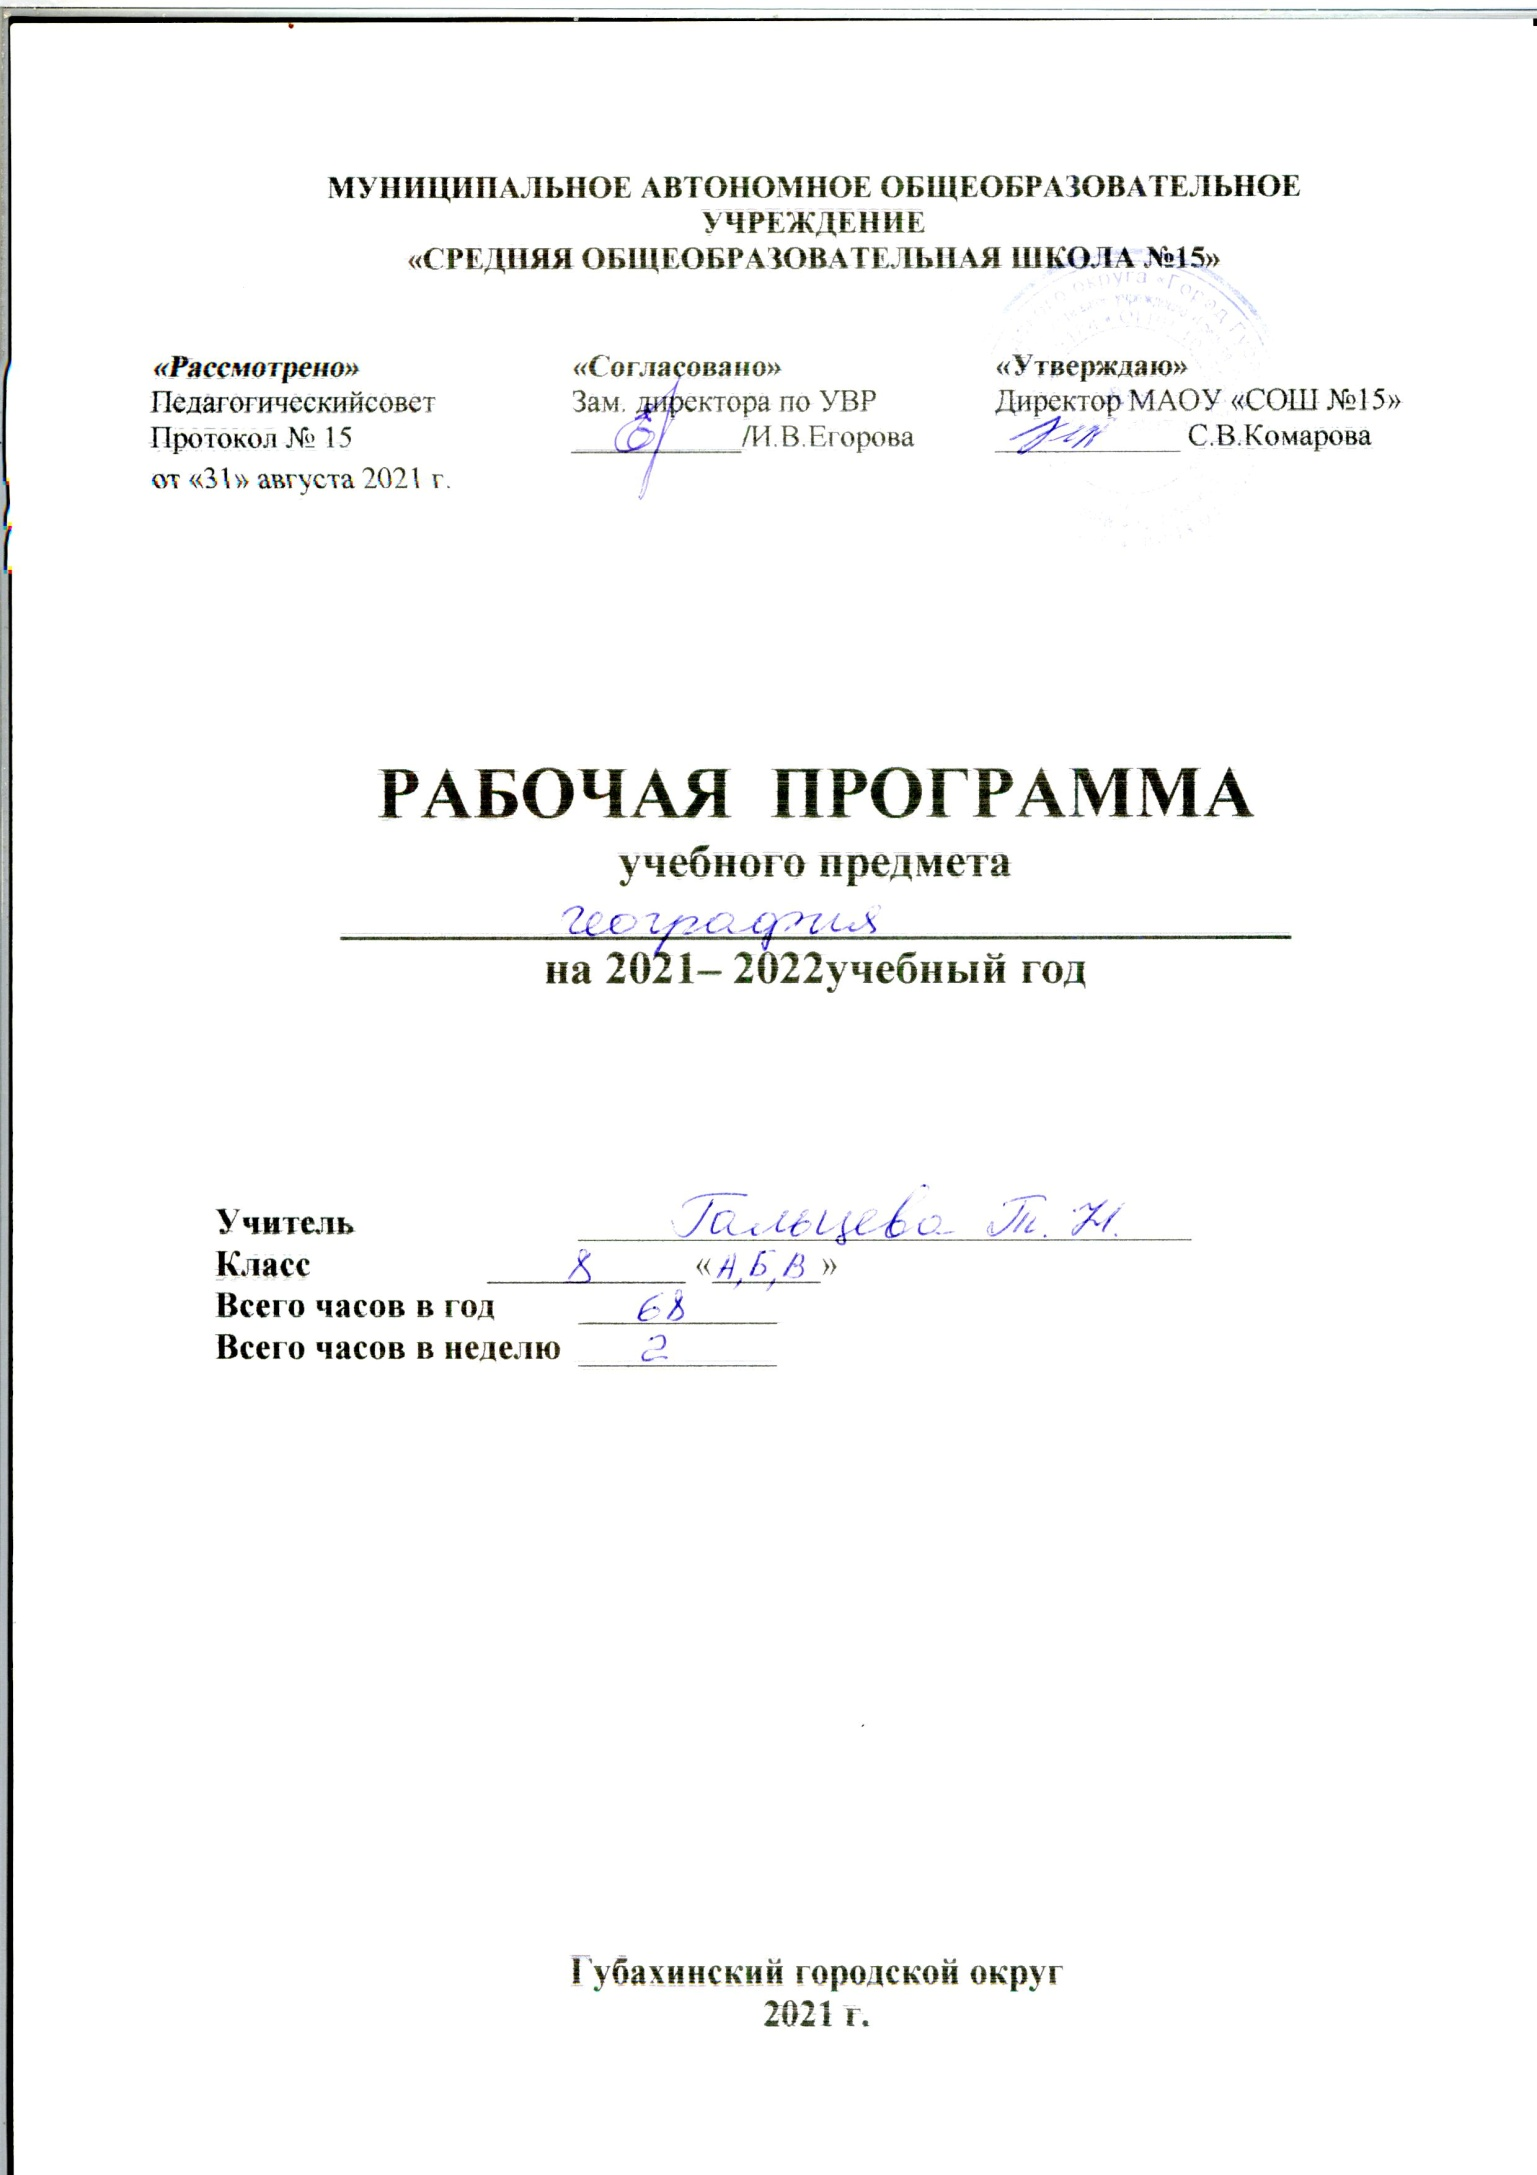 МУНИЦИПАЛЬНОЕ АВТОНОМНОЕ ОБЩЕОБРАЗОВАТЕЛЬНОЕ
УЧРЕЖДЕНИЕ
«СРЕДНЯЯ ОБЩЕОБРАЗОВАТЕЛЬНАЯ ШКОЛА №15»
«Рассмотрено»
Педагогическийсовет
Протокол № 15
от «31» августа 2021 г.
«Согласовано»
Зам. директора по УВР
/И.В.Егорова
«Утверждаю»
Директор МАОУ «СОШ №15»
С.В.Комарова
РАБОЧАЯ ПРОГРАММА
учебного предмета
география
на 2021– 2022учебный год
Учитель Гальцева Т. Н.
Класс 8 «А,Б,В»
Всего часов в год 68
Всего часов в неделю 2
Губахинский городской округ
2021 г.